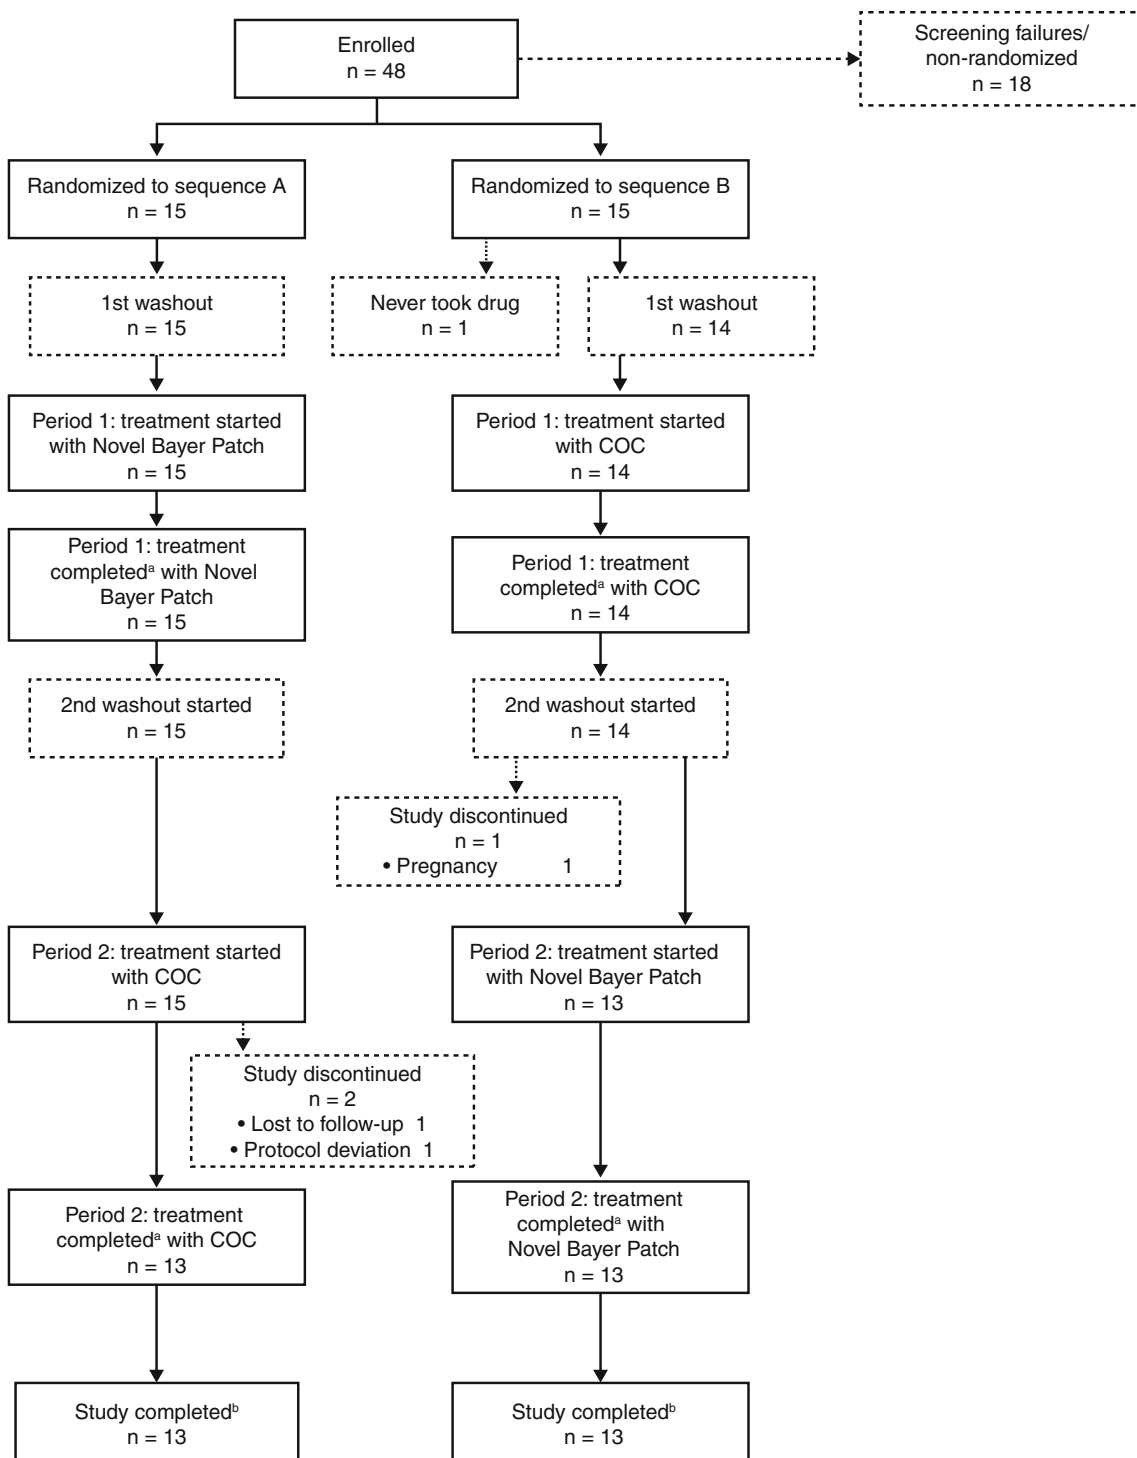 Enrolled
n = 48
Screening failures/
non-randomized
n = 18
Randomized to sequence A
n = 15
Randomized to sequence B
n = 15
1st washout
n = 15
Never took drug
n = 1
1st washout
n = 14
Period 1: treatment started
with Novel Bayer Patch
n = 15
Period 1: treatment started
with COC
n = 14
Period 1: treatment
completedᵃ with Novel
Bayer Patch
n = 15
Period 1: treatment
completedᵃ with COC
n = 14
2nd washout started
n = 15
2nd washout started
n = 14
Study discontinued
n = 1
• Pregnancy 1
Period 2: treatment started
with COC
n = 15
Period 2: treatment started
with Novel Bayer Patch
n = 13
Study discontinued
n = 2
• Lost to follow-up 1
• Protocol deviation 1
Period 2: treatment
completedᵃ with COC
n = 13
Period 2: treatment
completedᵃ with
Novel Bayer Patch
n = 13
Study completedᵇ
n = 13
Study completedᵇ
n = 13